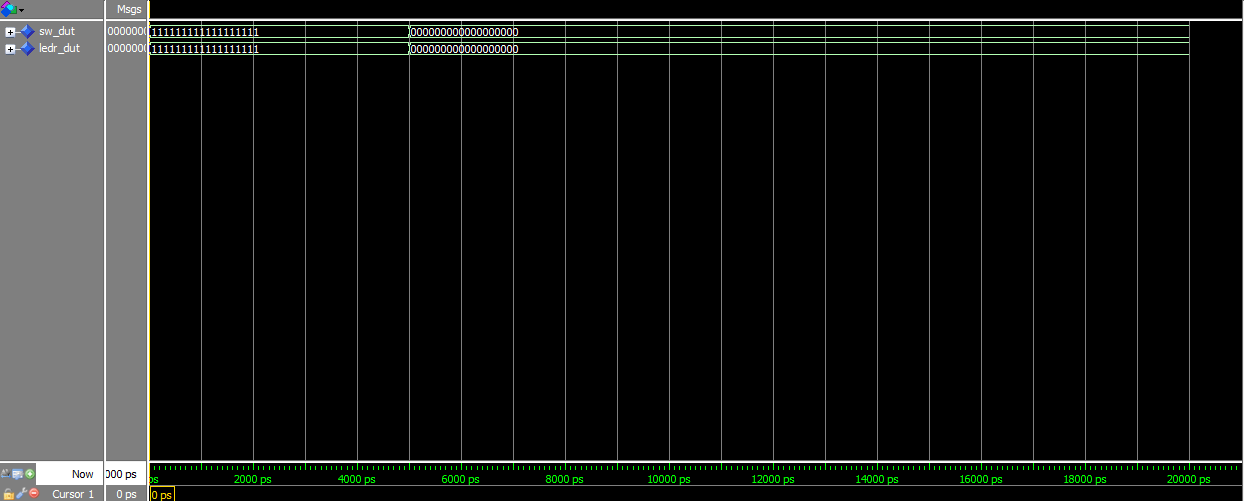 Msgs
sw_dut 0000000 111111111111111111 000000000000000000
ledr_dut 0000000 111111111111111111 000000000000000000
Now 000 ps ps 2000 ps 4000 ps 6000 ps 8000 ps 10000 ps 12000 ps 14000 ps 16000 ps 18000 ps 20000 ps
Cursor 1 0 ps 0 ps